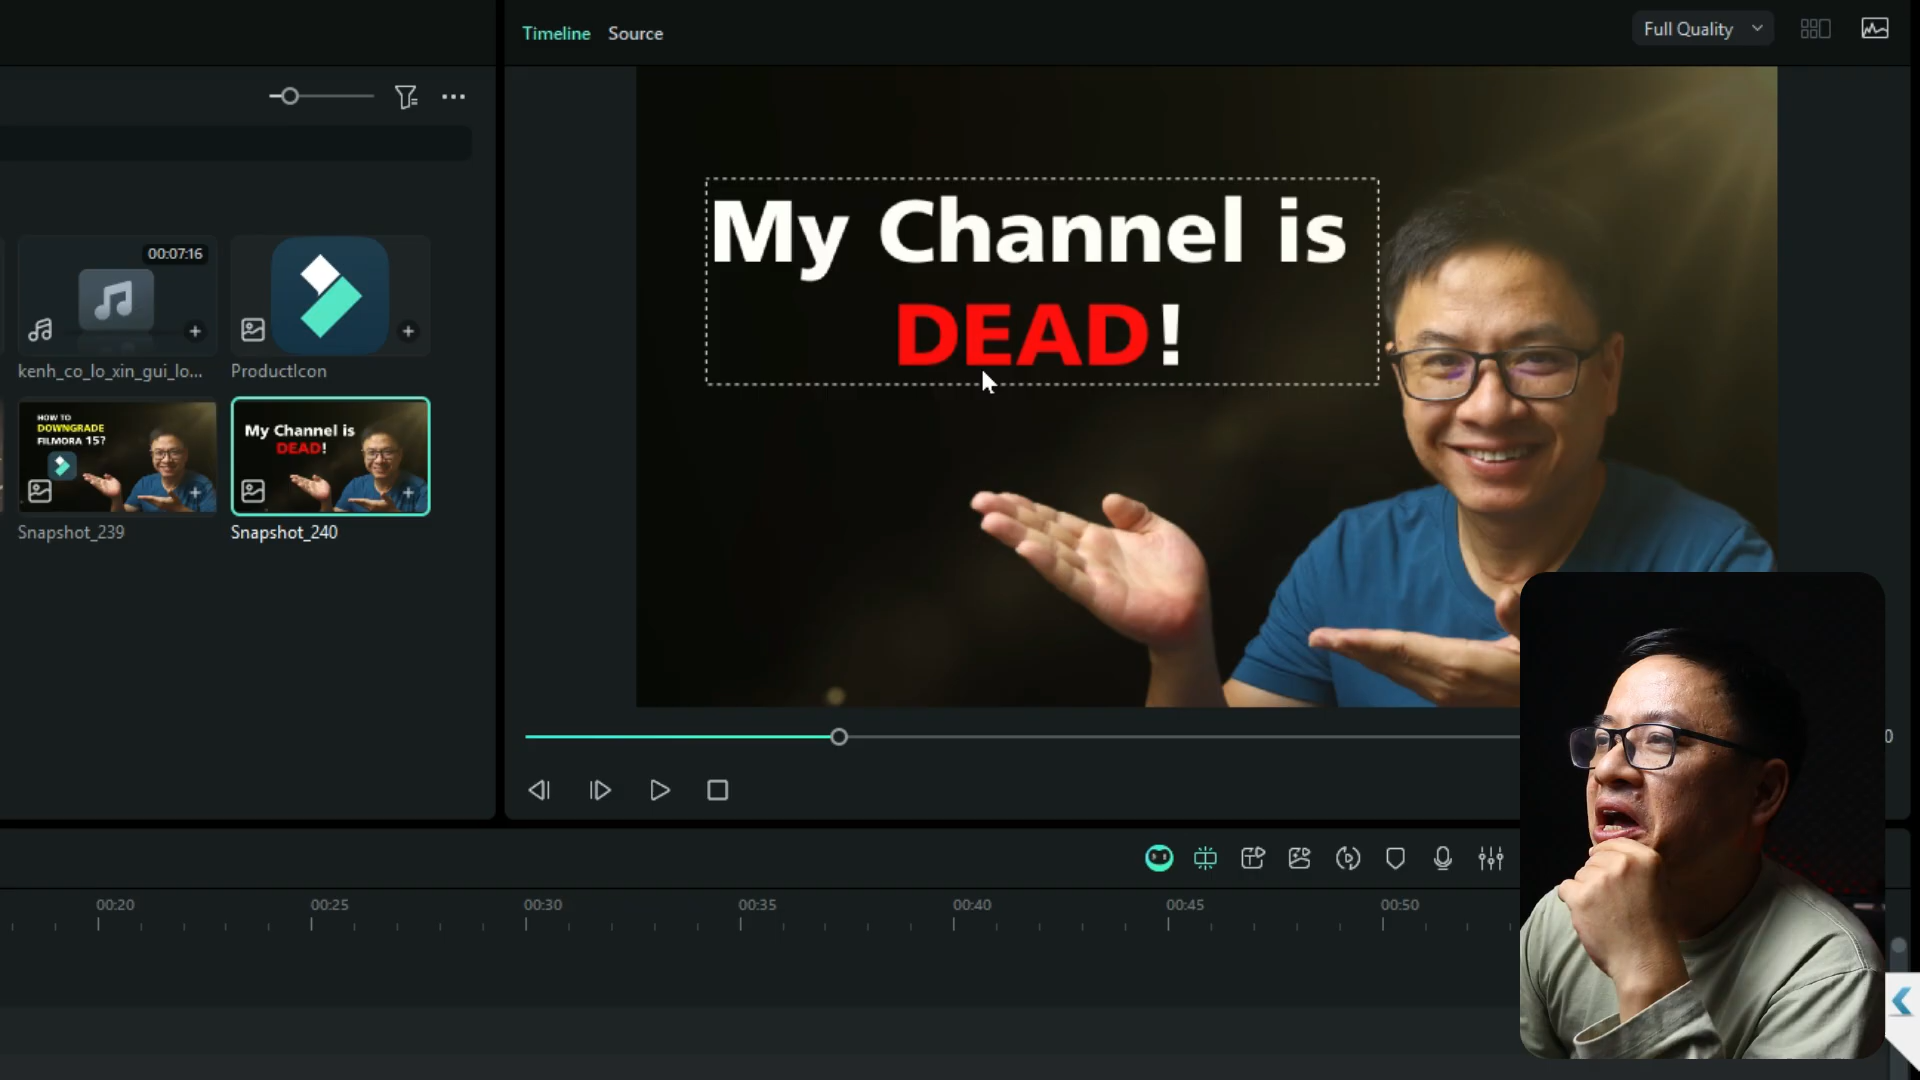 Timeline Source
Full Quality
00:07:16
kenh_co_lo_xin_gui_lo...
ProductIcon
HOW TO
DOWNGRADE
FILMORA 15?
My Channel is
DEAD!
Snapshot_239
Snapshot_240
My Channel is
DEAD!
0
00:20
00:25
00:30
00:35
00:40
00:45
00:50